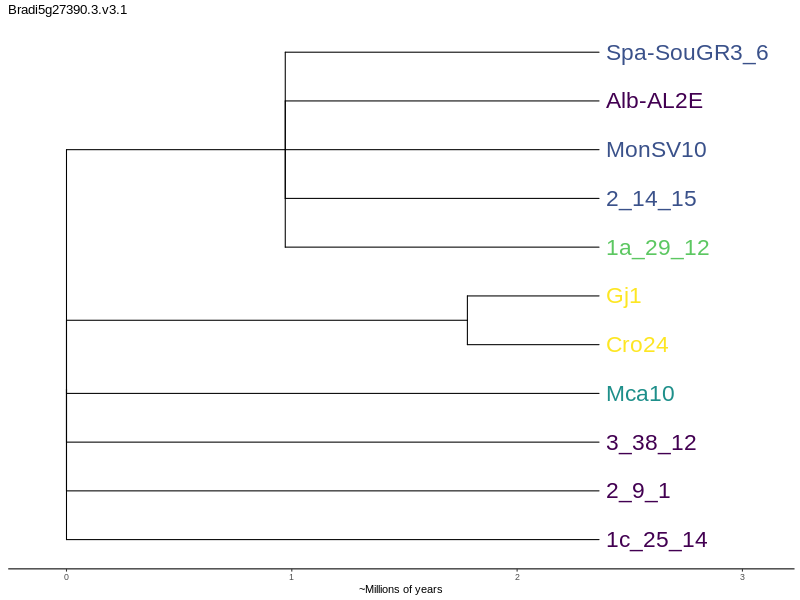 Bradi5g27390.3.v3.1
Spa-SouGR3_6
Alb-AL2E
MonSV10
2_14_15
1a_29_12
Gj1
Cro24
Mca10
3_38_12
2_9_1
1c_25_14
0 1 2 3
~Millions of years